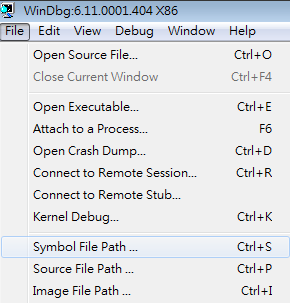 WinDbg:6.11.0001.404 X86
File Edit View Debug Window Help
Open Source File... Ctrl+O
Close Current Window Ctrl+F4
Open Executable... Ctrl+E
Attach to a Process... F6
Open Crash Dump... Ctrl+D
Connect to Remote Session... Ctrl+R
Connect to Remote Stub...
Kernel Debug... Ctrl+K
Symbol File Path ... Ctrl+S
Source File Path ... Ctrl+P
Image File Path ... Ctrl+I